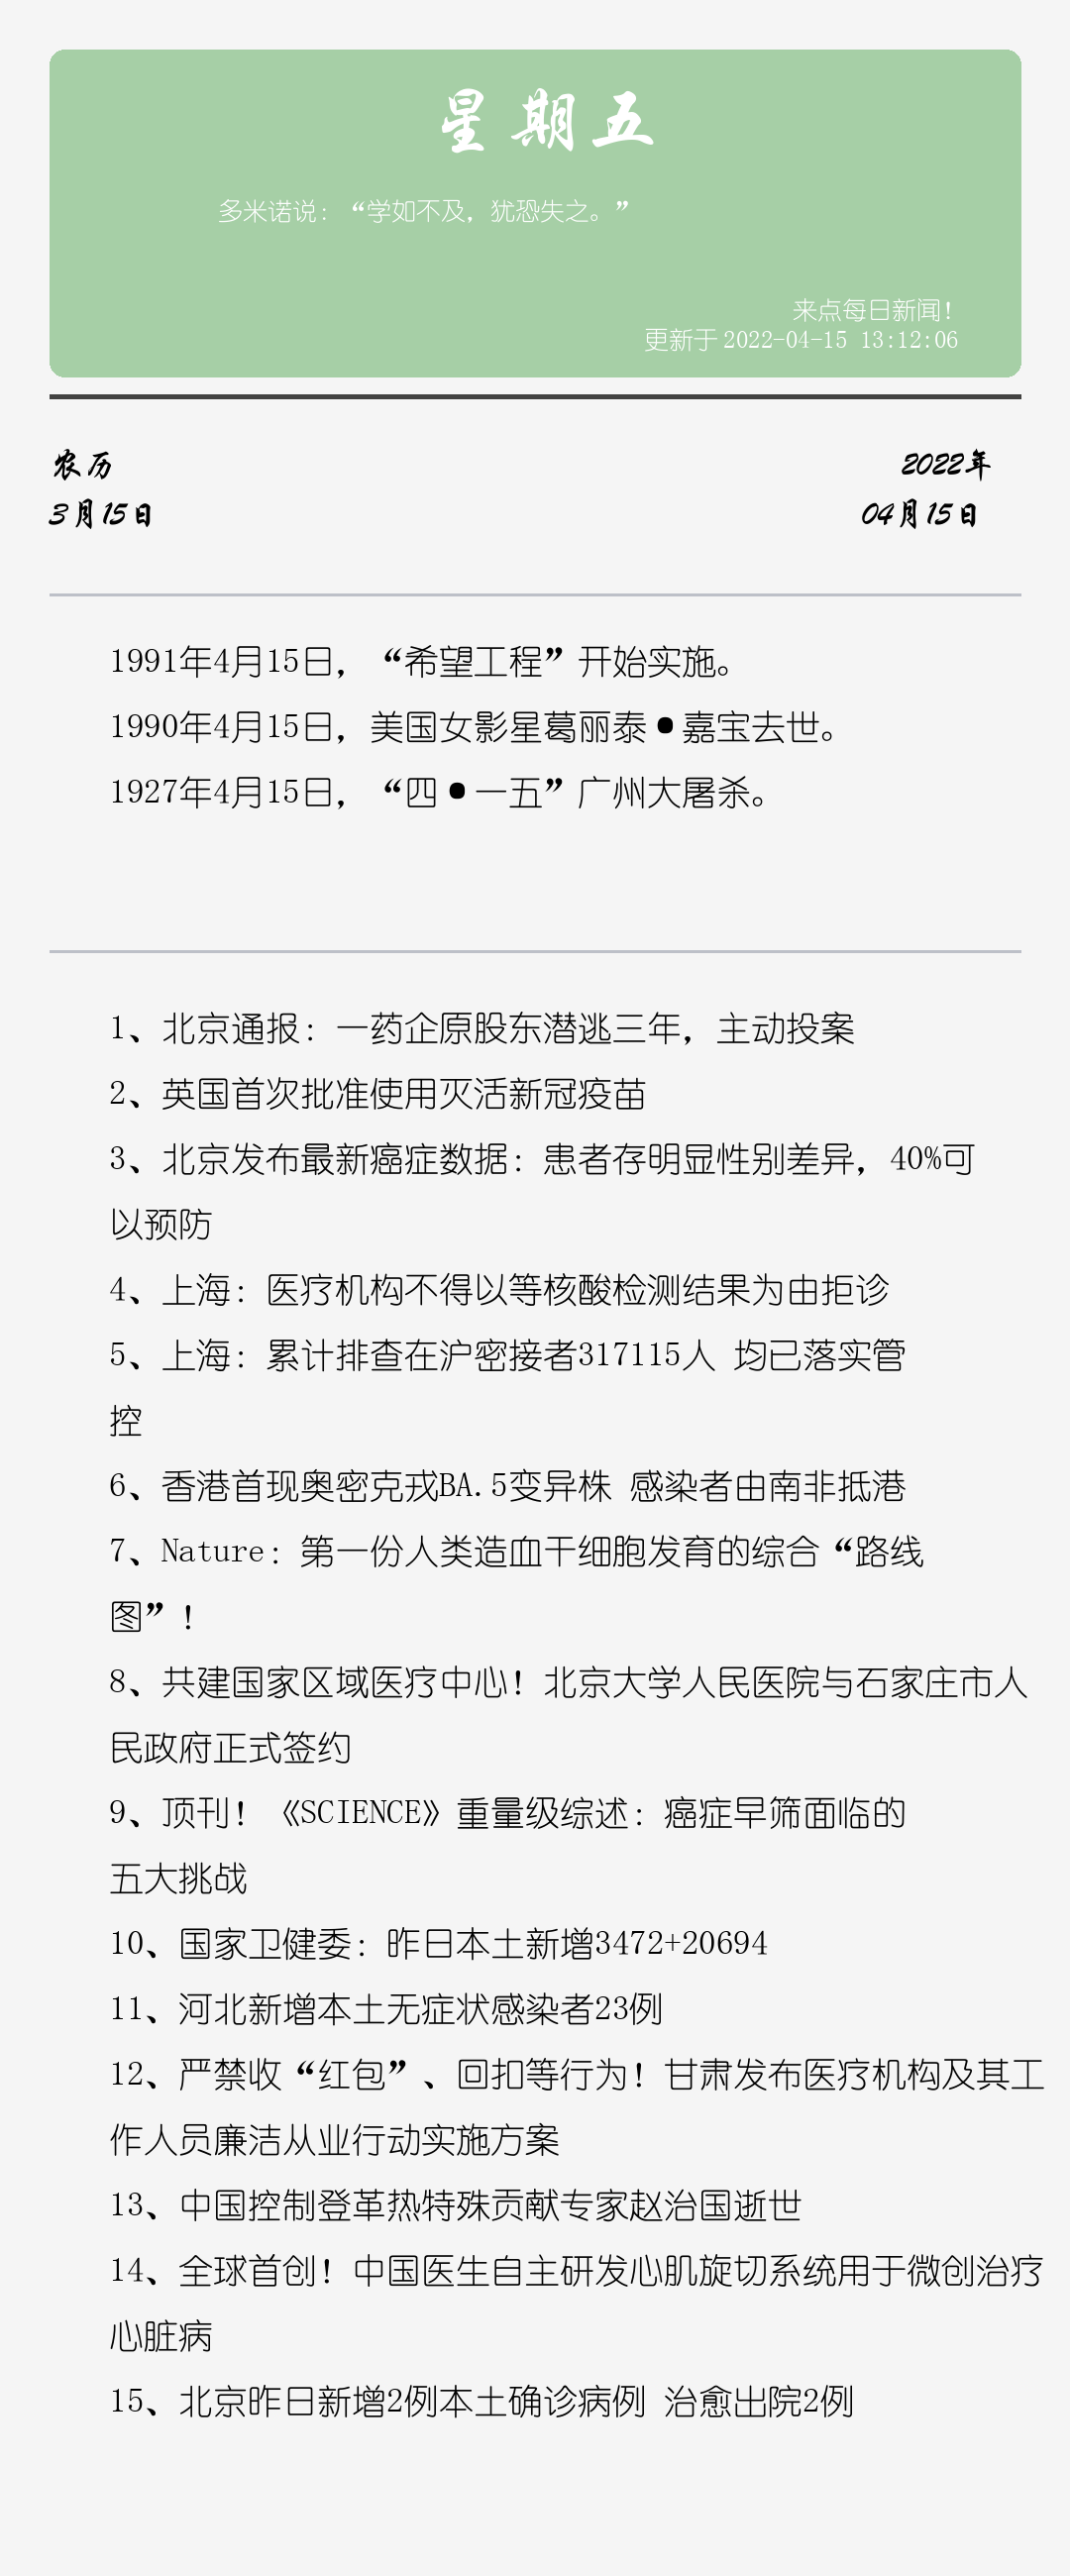 星期五
多米诺说：“学如不及，犹恐失之。”
来点每日新闻！
更新于 2022-04-15 13:12:06
农历
2022年
3月15日
04月15日
1991年4月15日，“希望工程”开始实施。
1990年4月15日，美国女影星葛丽泰•嘉宝去世。
1927年4月15日，“四•一五”广州大屠杀。
1、北京通报：一药企原股东潜逃三年，主动投案
2、英国首次批准使用灭活新冠疫苗
3、北京发布最新癌症数据：患者存明显性别差异，40%可
以预防
4、上海：医疗机构不得以等核酸检测结果为由拒诊
5、上海：累计排查在沪密接者317115人 均已落实管
控
6、香港首现奥密克戎BA.5变异株 感染者由南非抵港
7、Nature：第一份人类造血干细胞发育的综合“路线
图”！
8、共建国家区域医疗中心！北京大学人民医院与石家庄市人
民政府正式签约
9、顶刊！《SCIENCE》重量级综述：癌症早筛面临的
五大挑战
10、国家卫健委：昨日本土新增3472+20694
11、河北新增本土无症状感染者23例
12、严禁收“红包”、回扣等行为！甘肃发布医疗机构及其工
作人员廉洁从业行动实施方案
13、中国控制登革热特殊贡献专家赵治国逝世
14、全球首创！中国医生自主研发心肌旋切系统用于微创治疗
心脏病
15、北京昨日新增2例本土确诊病例 治愈出院2例